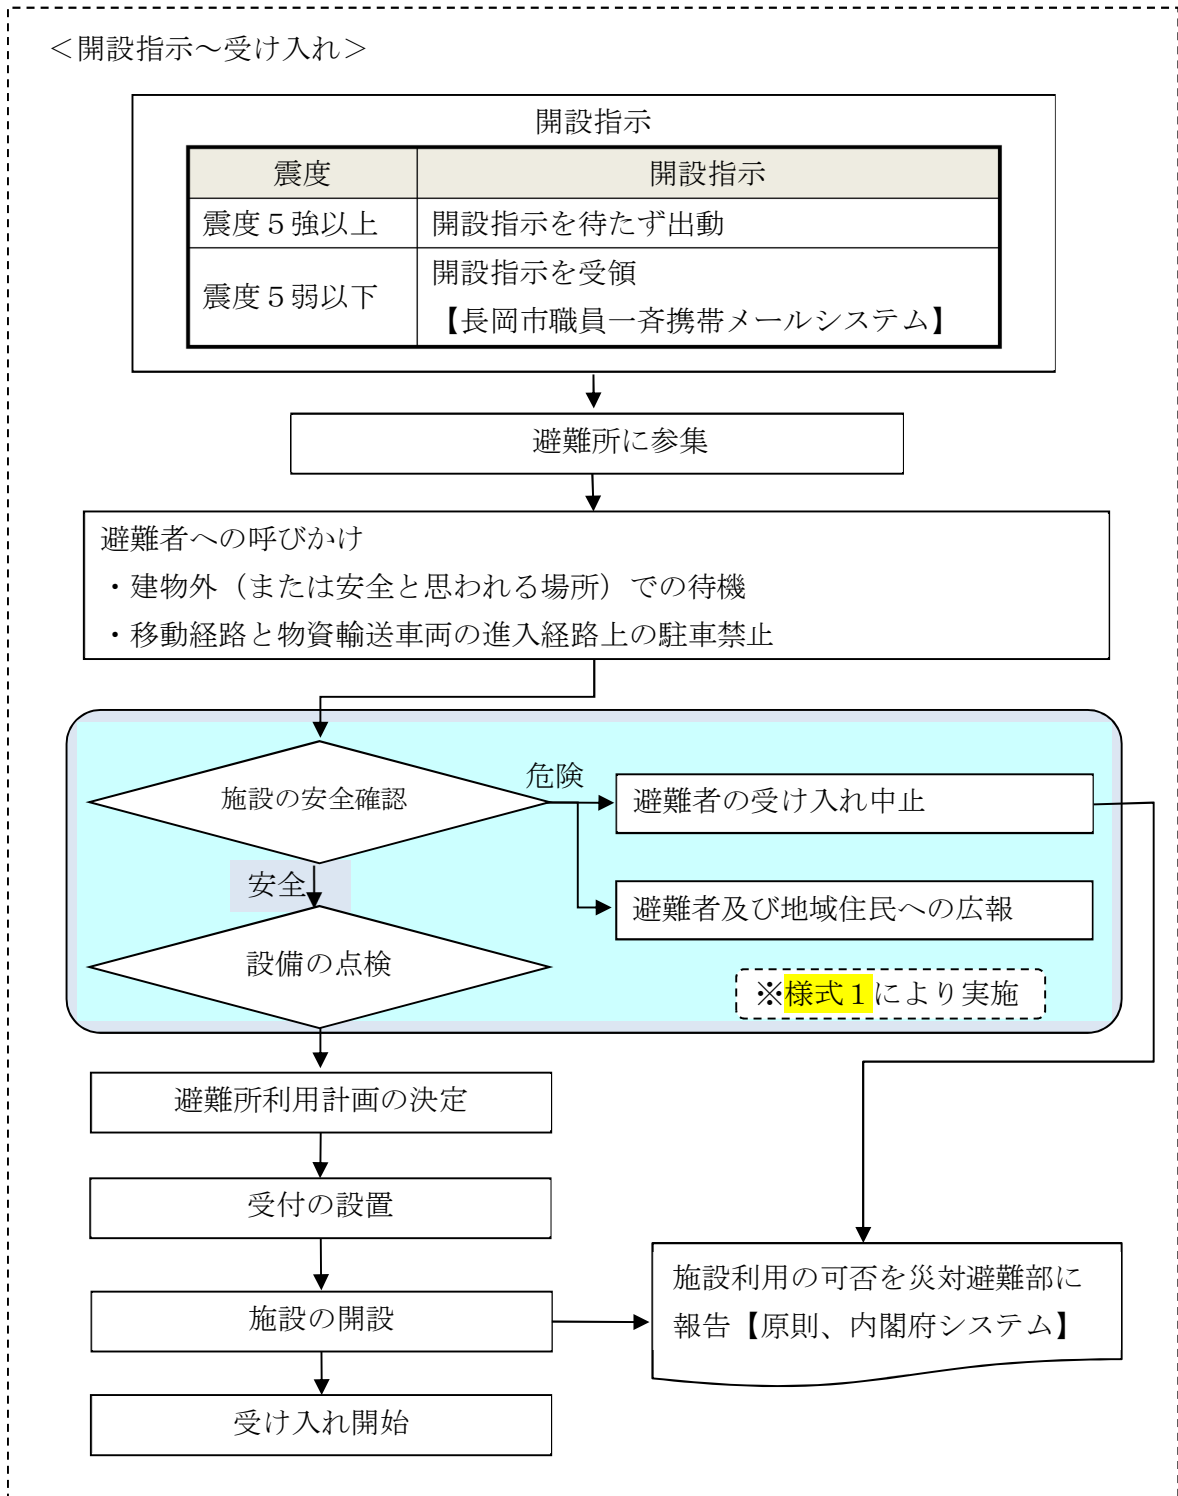 ＜開設指示～受け入れ＞
開設指示
震度
開設指示
震度５強以上
開設指示を待たず出動
震度５弱以下
開設指示を受領
【長岡市職員一斉携帯メールシステム】
避難所に参集
避難者への呼びかけ
・建物外（または安全と思われる場所）での待機
・移動経路と物資輸送車両の進入経路上の駐車禁止
施設の安全確認
危険
避難者の受け入れ中止
安全
避難者及び地域住民への広報
設備の点検
※様式１により実施
避難所利用計画の決定
受付の設置
施設の開設
施設利用の可否を災対避難部に
報告【原則、内閣府システム】
受け入れ開始